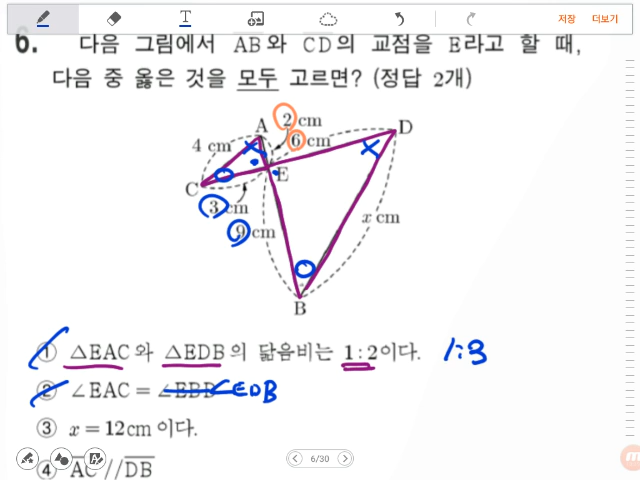 저장 더보기
6. 다음 그림에서 AB와 CD의 교점을 E라고 할 때,
다음 중 옳은 것을 모두 고르면? (정답 2개)
2 cm
A
6 cm
D
4 cm
E
C
3 cm
x cm
9 cm
B
① △EAC와 △EDB의 닮음비는 1 : 2이다. 1:3
② ∠EAC = ∠EBD ∠EDB
③ x = 12 cm 이다.
6/30
④ AC // DB